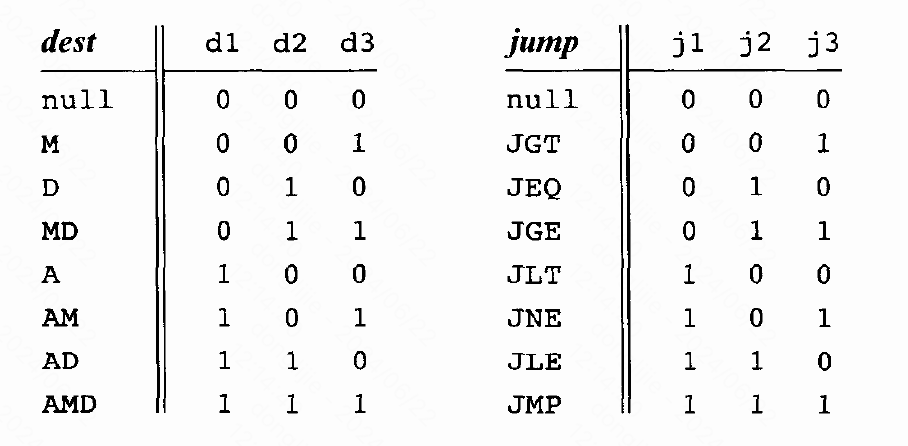 dest d1 d2 d3 jump j1 j2 j3
null 0 0 0 null 0 0 0
M 0 0 1 JGT 0 0 1
D 0 1 0 JEQ 0 1 0
MD 0 1 1 JGE 0 1 1
A 1 0 0 JLT 1 0 0
AM 1 0 1 JNE 1 0 1
AD 1 1 0 JLE 1 1 0
AMD 1 1 1 JMP 1 1 1